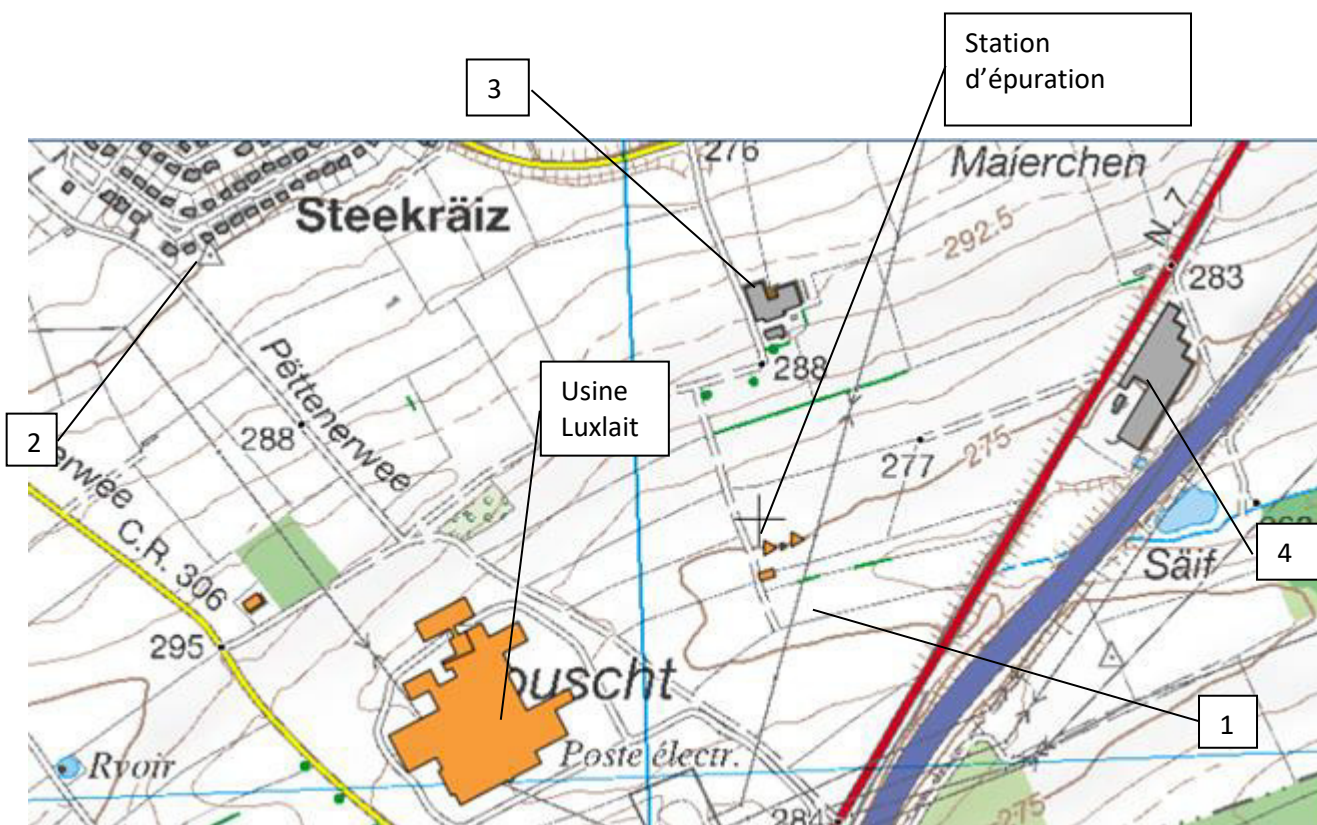 Station
d’épuration
3
276
Maierchen
Steekräiz
292.5
N. 7
283
Pëttenerwee
288
Usine
Luxlait
288
2
277
275
erwee C.R. 306
4
Säif
295
ouscht
1
Poste électr.
Rvoir
284
275